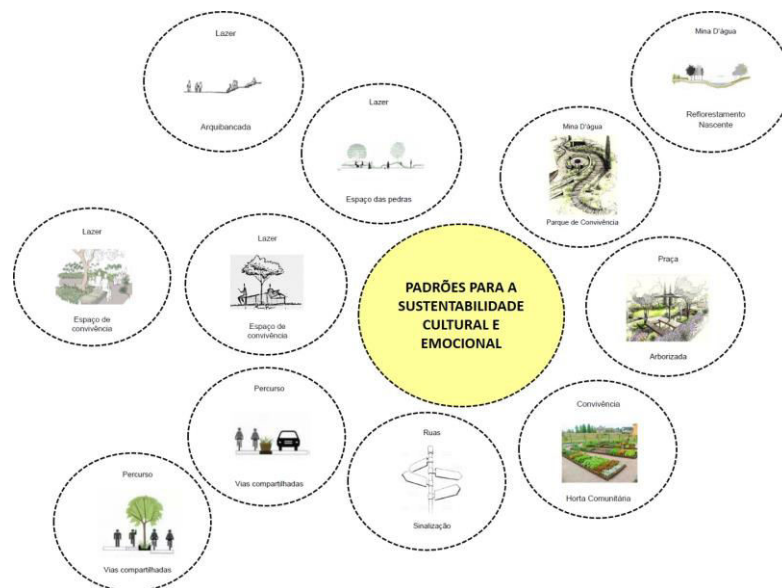 Lazer
Arquibancada
Mina D'água
Reflorestamento
Nascente
Lazer
Espaço das pedras
Mina D'água
Parque de Convivência
Lazer
Espaço de
convivência
Lazer
Espaço de
convivência
PADRÕES PARA A
SUSTENTABILIDADE
CULTURAL E
EMOCIONAL
Praça
Arborizada
Percurso
Vias compartilhadas
Convivência
Horta Comunitária
Ruas
Sinalização
Percurso
Vias compartilhadas